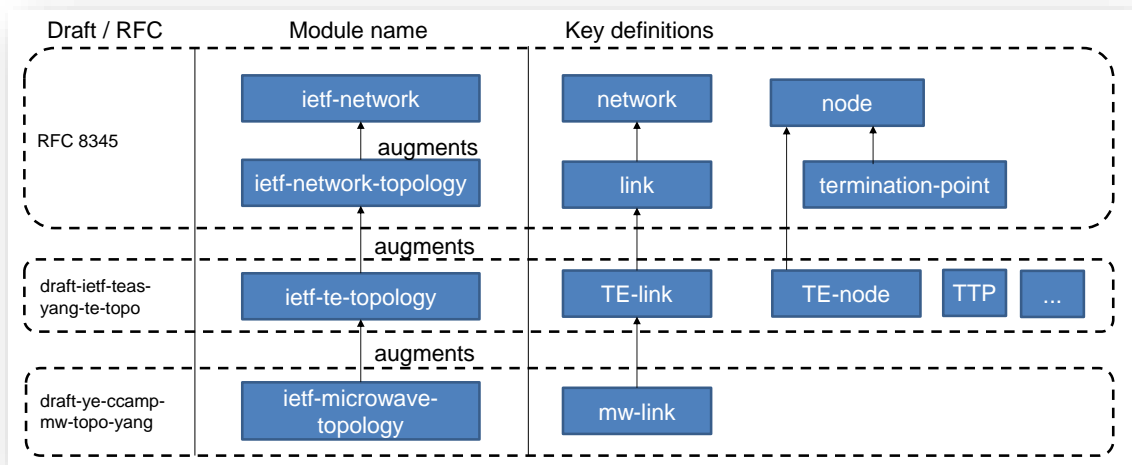 Draft / RFC
Module name
Key definitions
RFC 8345
ietf-network
augments
ietf-network-topology
network
link
node
termination-point
augments
draft-ietf-teas-
yang-te-topo
ietf-te-topology
TE-link
TE-node
TTP
...
augments
draft-ye-ccamp-
mw-topo-yang
ietf-microwave-
topology
mw-link